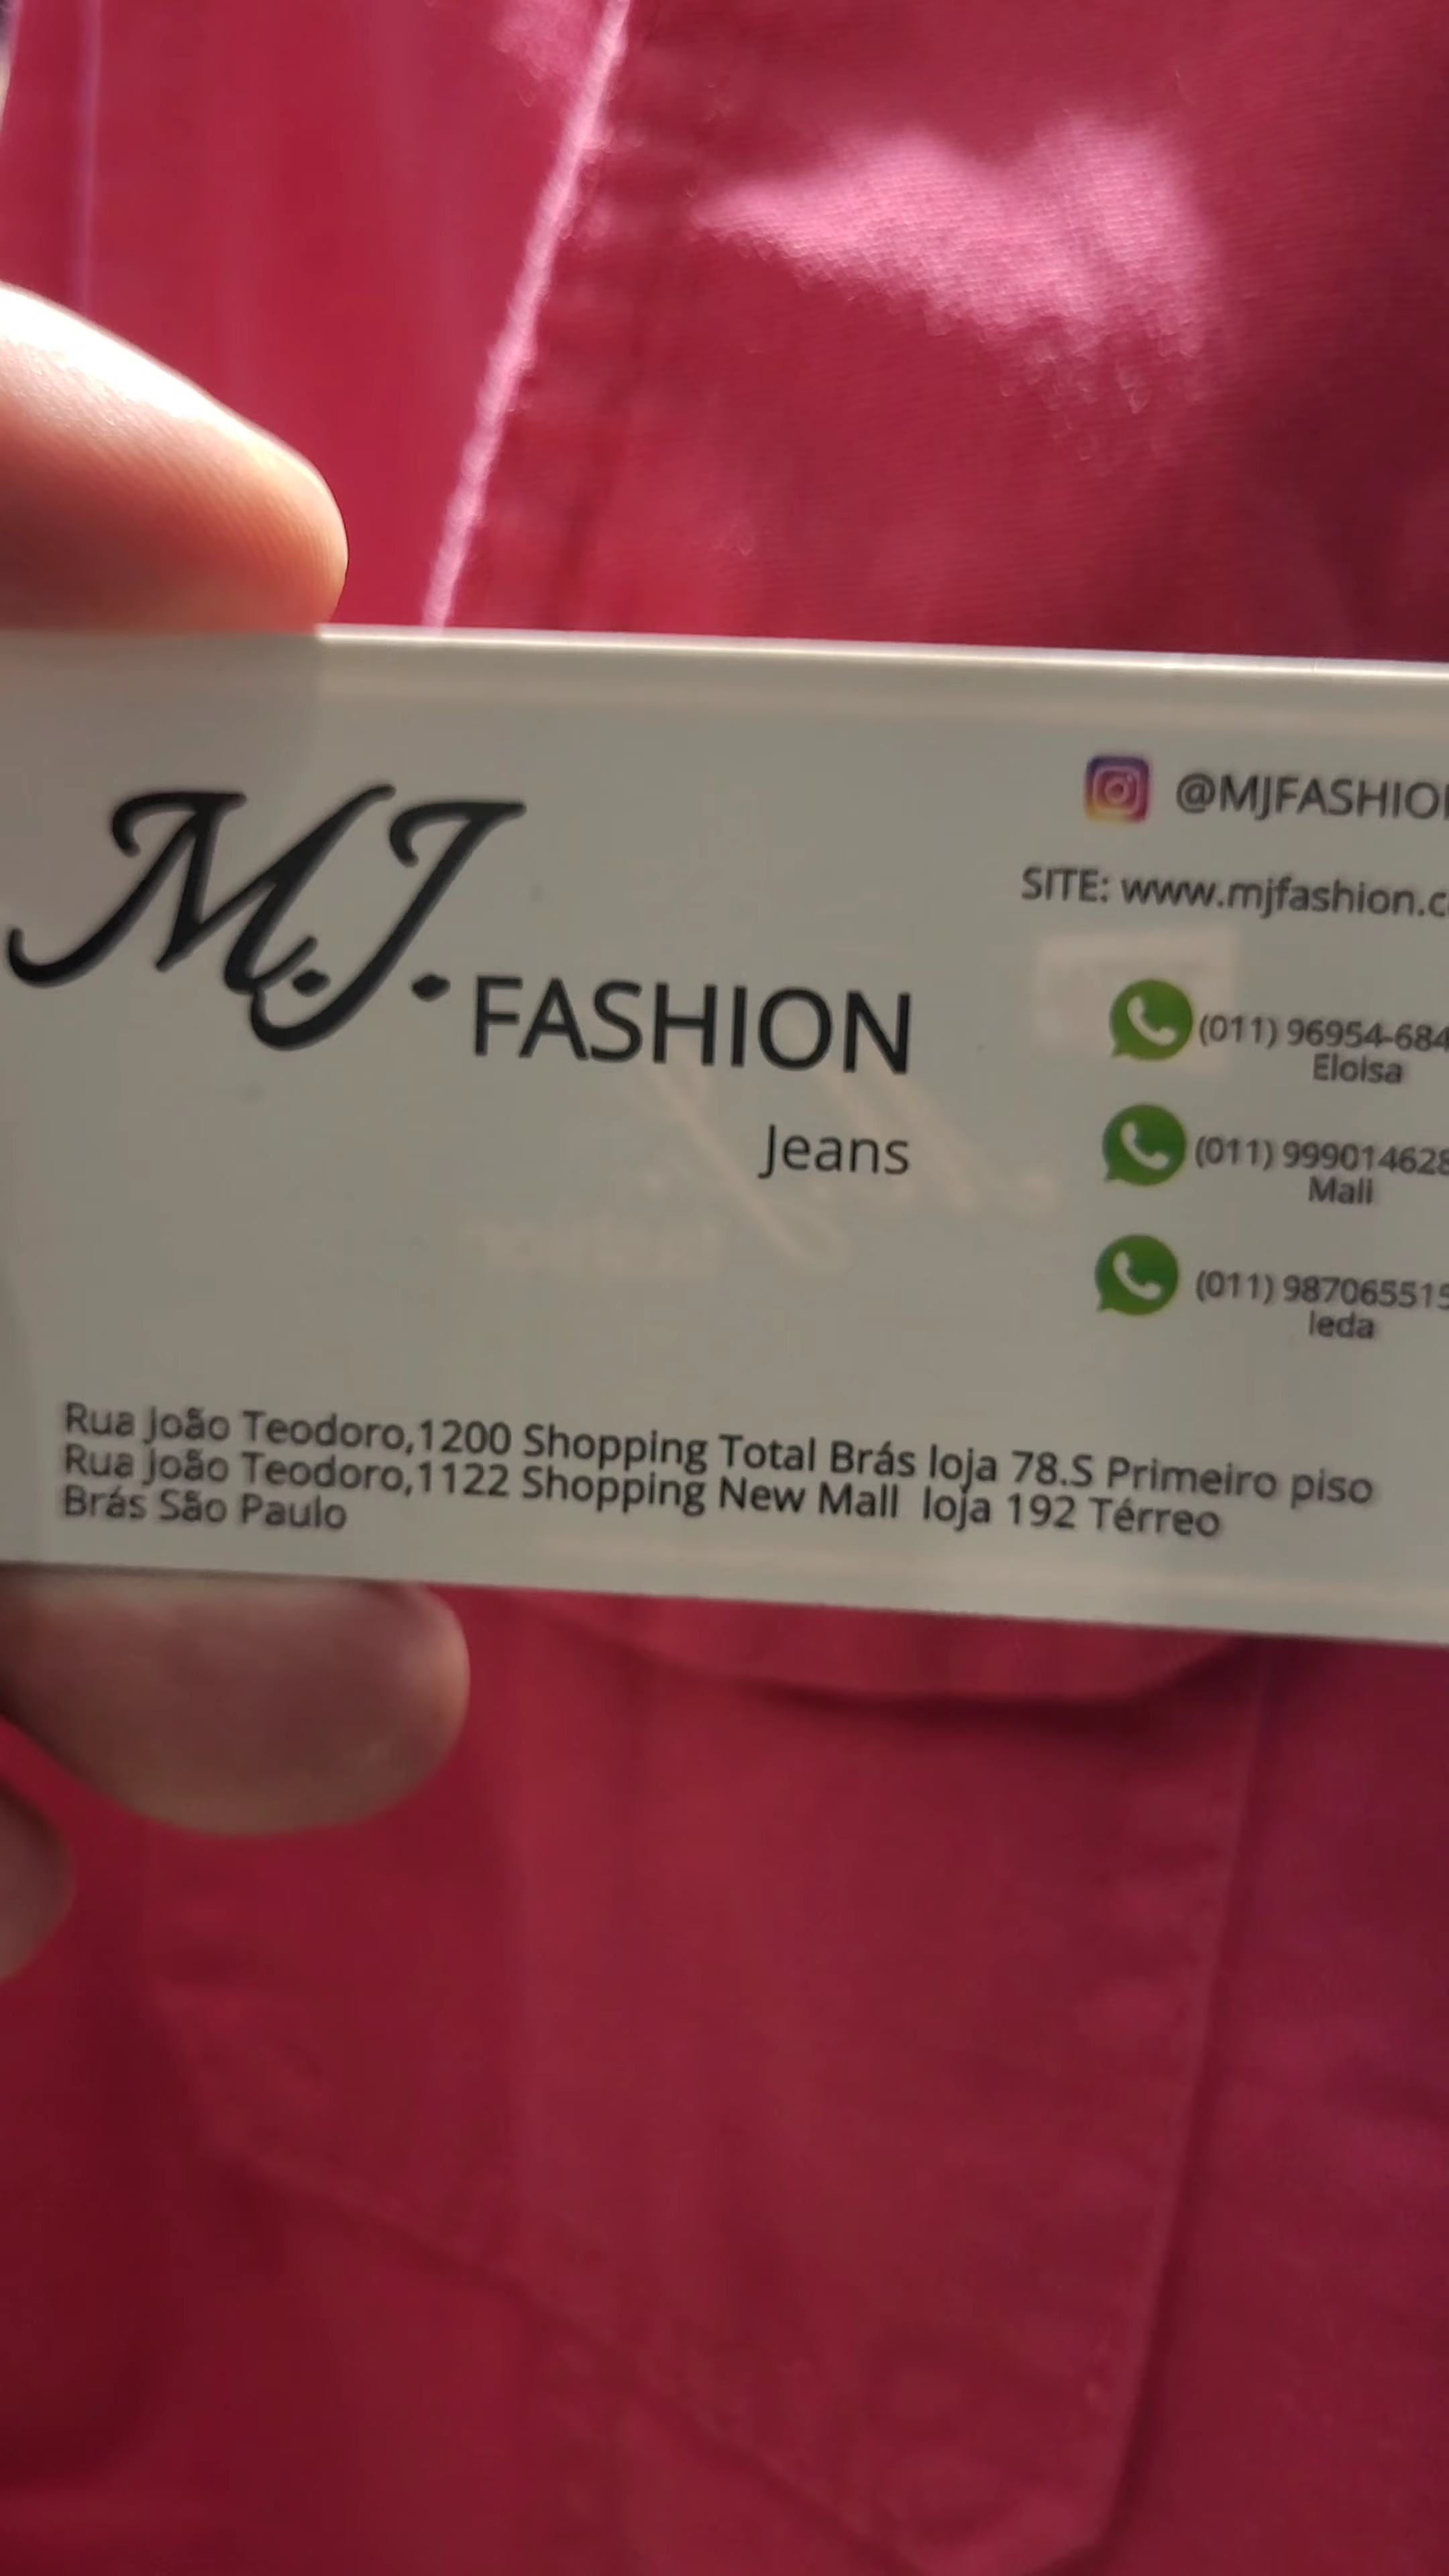 M.J. FASHION
Jeans
@MJFASHIO
SITE: www.mjfashion.c
(011) 96954-684
Eloisa
(011) 999014628
Mali
(011) 98706551
Ieda
Rua João Teodoro,1200 Shopping Total Brás loja 78.S Primeiro piso
Rua João Teodoro,1122 Shopping New Mall loja 192 Térreo
Brás São Paulo